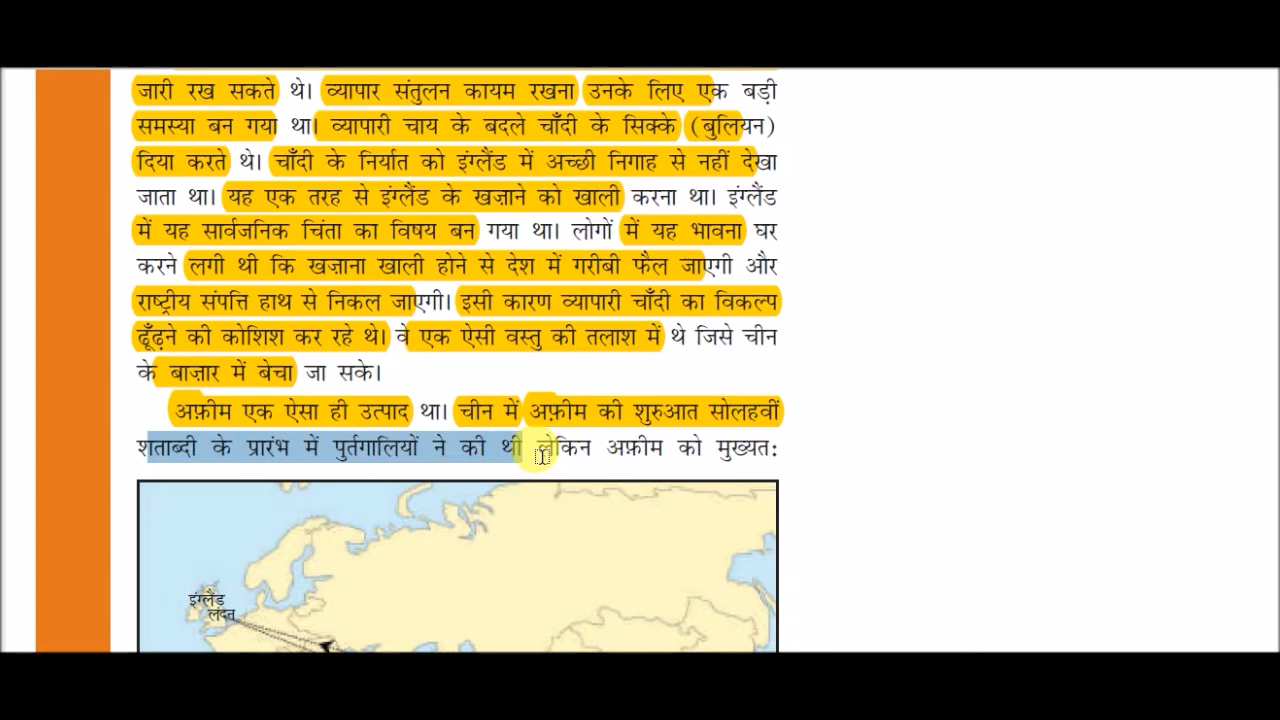 जारी रख सकते थे। व्यापार संतुलन कायम रखना उनके लिए एक बड़ी
समस्या बन गया था। व्यापारी चाय के बदले चाँदी के सिक्के (बुलियन)
दिया करते थे। चाँदी के निर्यात को इंग्लैंड में अच्छी निगाह से नहीं देखा
जाता था। यह एक तरह से इंग्लैंड के खज़ाने को खाली करना था। इंग्लैंड
में यह सार्वजनिक चिंता का विषय बन गया था। लोगों में यह भावना घर
करने लगी थी कि खज़ाना खाली होने से देश में गरीबी फैल जाएगी और
राष्ट्रीय संपत्ति हाथ से निकल जाएगी। इसी कारण व्यापारी चाँदी का विकल्प
ढूँढ़ने की कोशिश कर रहे थे। वे एक ऐसी वस्तु की तलाश में थे जिसे चीन
के बाज़ार में बेचा जा सके।
अफ़ीम एक ऐसा ही उत्पाद था। चीन में अफ़ीम की शुरुआत सोलहवीं
शताब्दी के प्रारंभ में पुर्तगालियों ने की थी लेकिन अफ़ीम को मुख्यत:
इंग्लैंड
लंदन